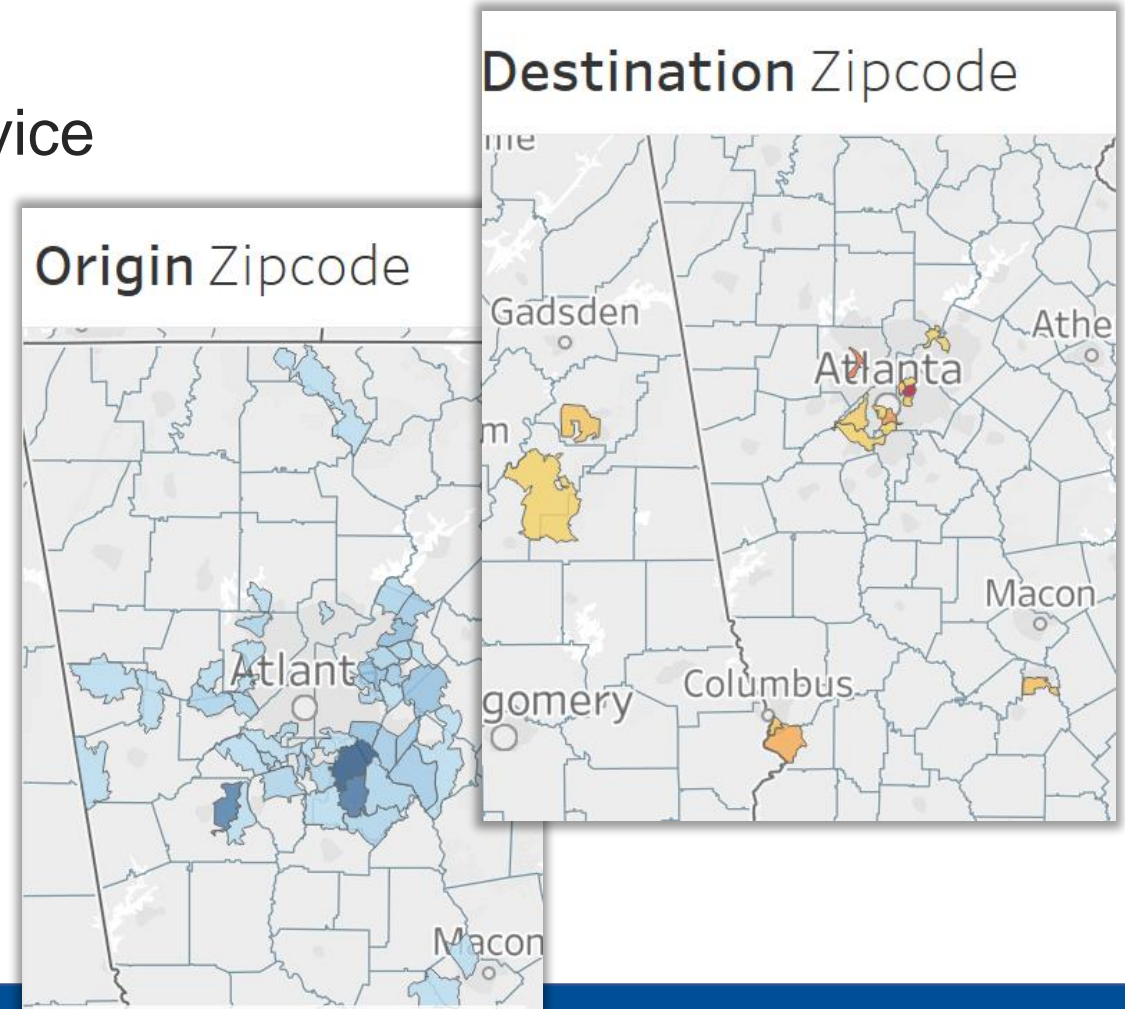 vice
Destination Zipcode
Gadsden
Athe
Atlanta
m
Macon
Columbus
gomery
Origin Zipcode
Atlant
Macon